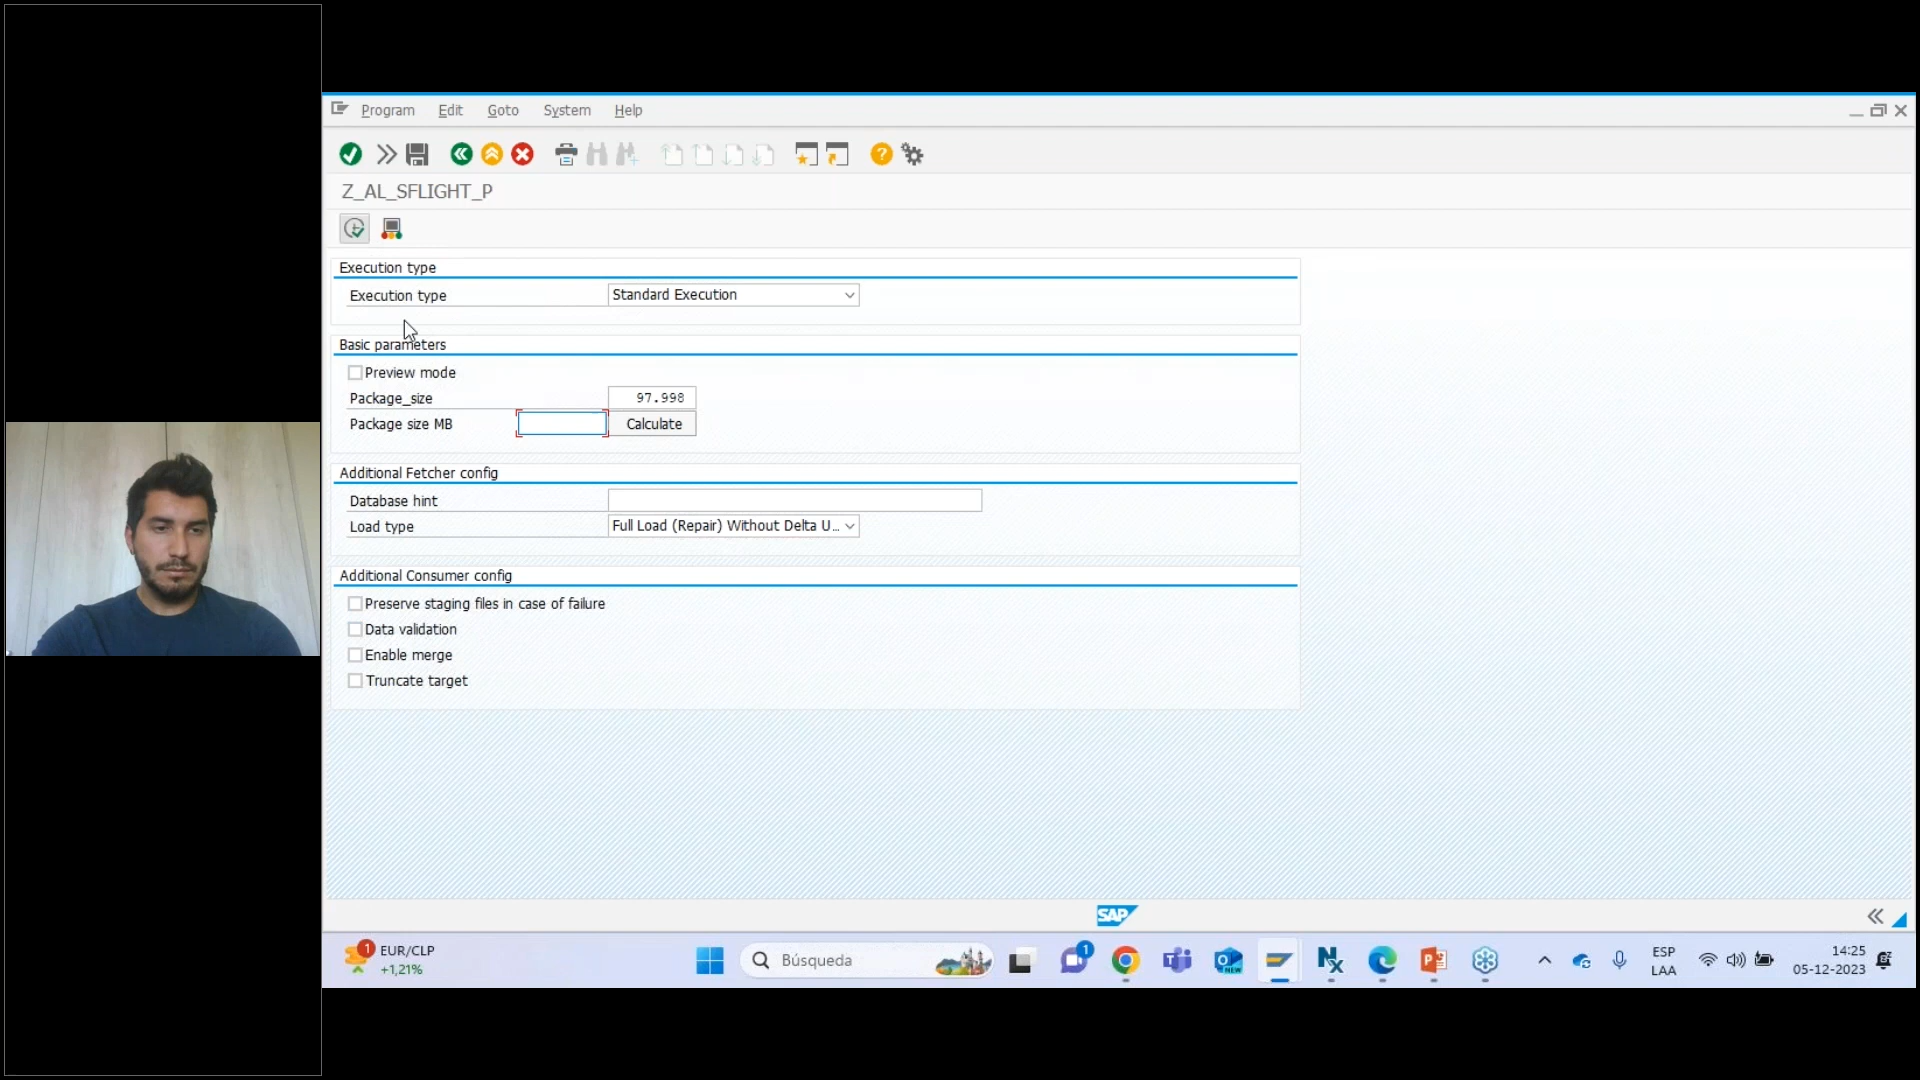 Program Edit Goto System Help
Z_AL_SFLIGHT_P
Execution type
Execution type Standard Execution
Basic parameters
Preview mode
Package_size 97.998
Package size MB Calculate
Additional Fetcher config
Database hint
Load type Full Load (Repair) Without Delta U...
Additional Consumer config
Preserve staging files in case of failure
Data validation
Enable merge
Truncate target
SAP
1 EUR/CLP
+1,21%
Búsqueda
1
NEW
ESP
LAA
14:25
05-12-2023